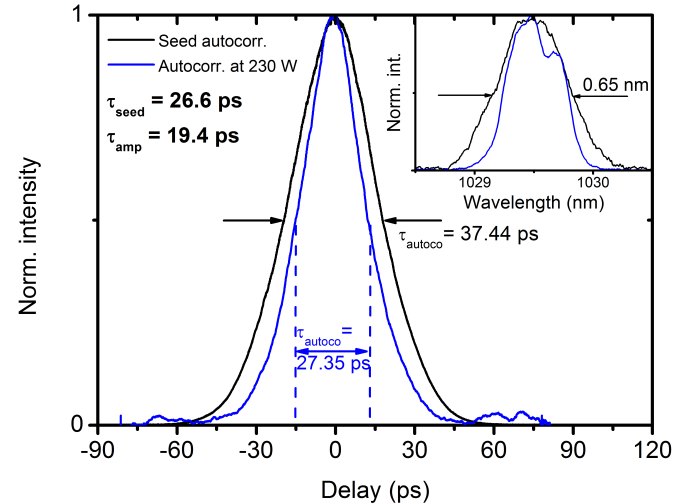 1
Seed autocorr.
Autocorr. at 230 W
τseed = 26.6 ps
τamp = 19.4 ps
Norm. int.
0.65 nm
1029
1030
Wavelength (nm)
Norm. intensity
τautoco= 37.44 ps
τautoco=
27.35 ps
0
-90
-60
-30
0
30
60
90
120
Delay (ps)